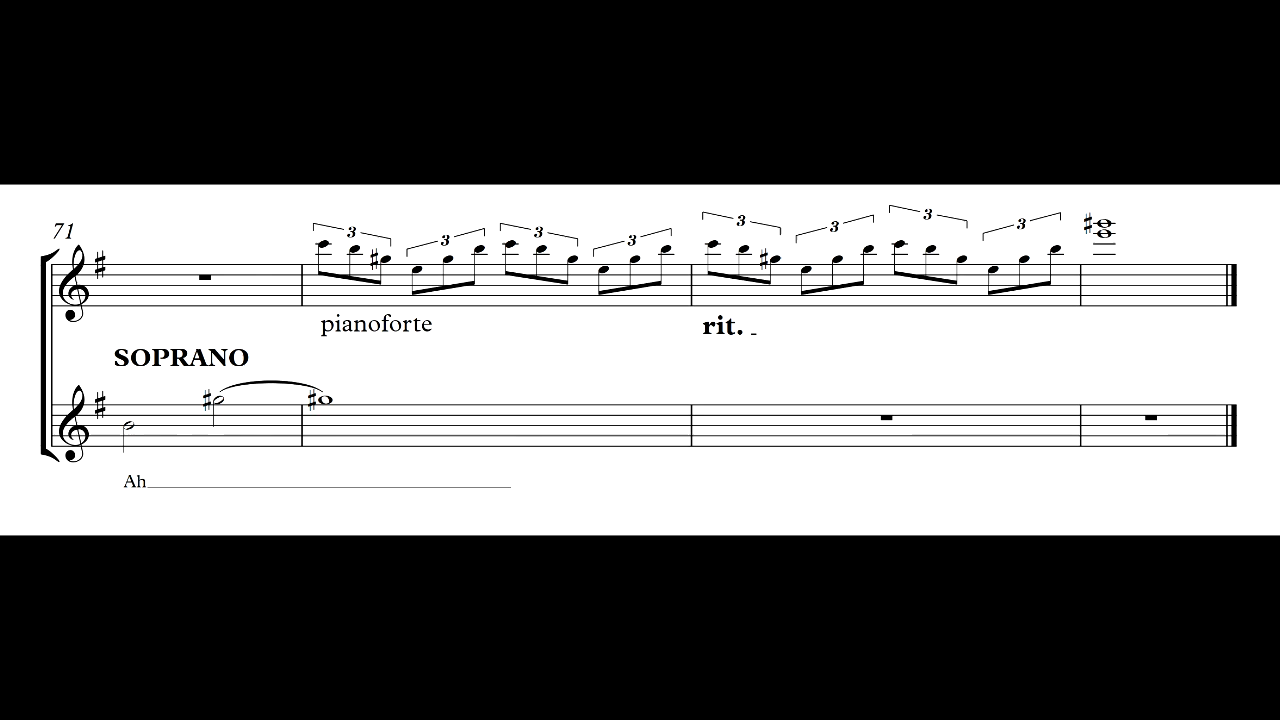 71
3 3 3 3 3 3 3 3
pianoforte rit. -
SOPRANO
Ah